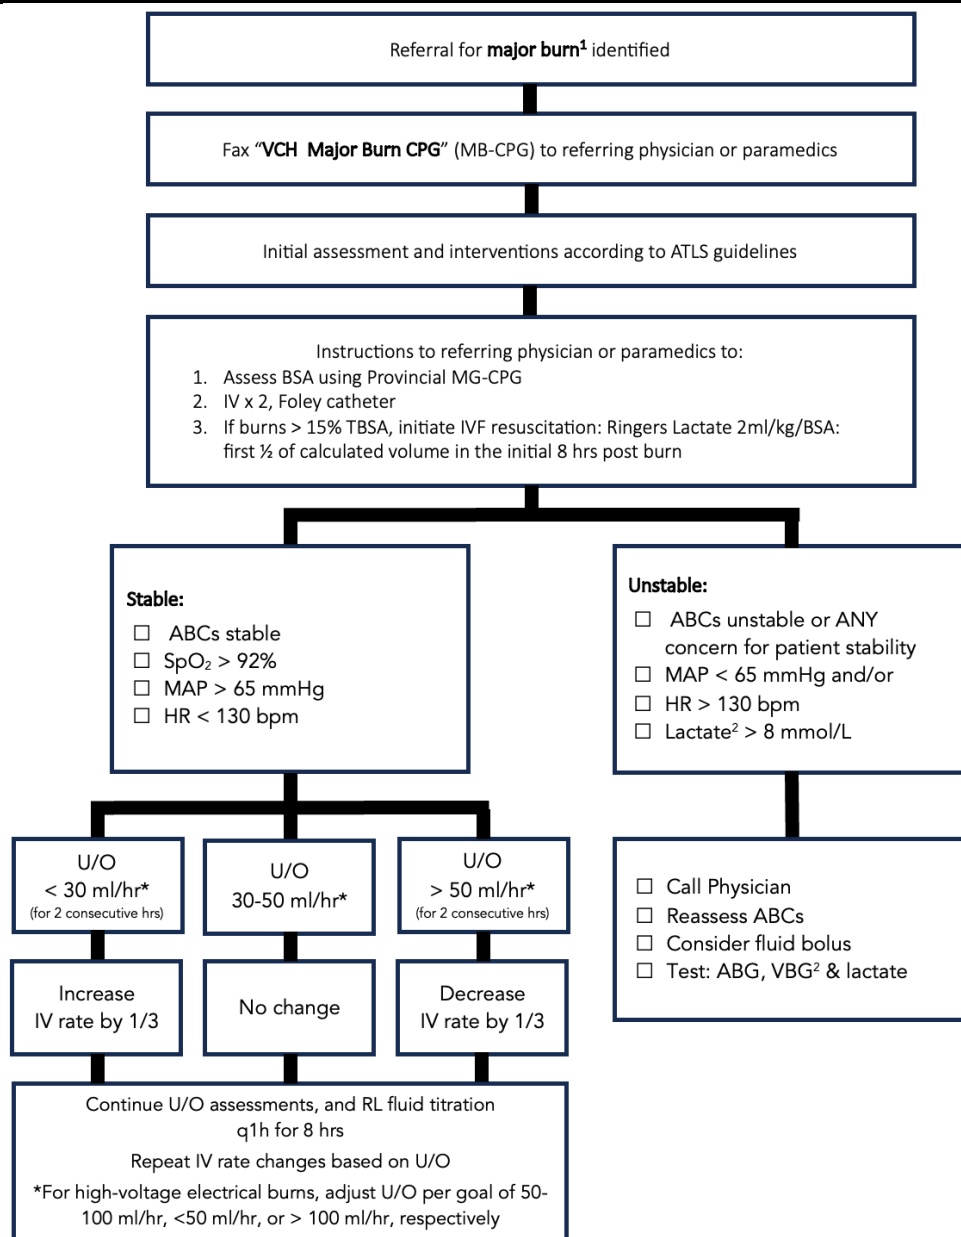 Referral for major burn¹ identified
Fax “VCH Major Burn CPG” (MB-CPG) to referring physician or paramedics
Initial assessment and interventions according to ATLS guidelines
Instructions to referring physician or paramedics to:
1. Assess BSA using Provincial MG-CPG
2. IV x 2, Foley catheter
3. If burns > 15% TBSA, initiate IVF resuscitation: Ringers Lactate 2ml/kg/BSA:
first ½ of calculated volume in the initial 8 hrs post burn
Stable:
☐ ABCs stable
☐ SpO₂ > 92%
☐ MAP > 65 mmHg
☐ HR < 130 bpm
Unstable:
☐ ABCs unstable or ANY
concern for patient stability
☐ MAP < 65 mmHg and/or
☐ HR > 130 bpm
☐ Lactate² > 8 mmol/L
U/O
< 30 ml/hr*
(for 2 consecutive hrs)
U/O
30-50 ml/hr*
U/O
> 50 ml/hr*
(for 2 consecutive hrs)
☐ Call Physician
☐ Reassess ABCs
☐ Consider fluid bolus
☐ Test: ABG, VBG² & lactate
Increase
IV rate by 1/3
No change
Decrease
IV rate by 1/3
Continue U/O assessments, and RL fluid titration
q1h for 8 hrs
Repeat IV rate changes based on U/O
*For high-voltage electrical burns, adjust U/O per goal of 50-
100 ml/hr, <50 ml/hr, or > 100 ml/hr, respectively